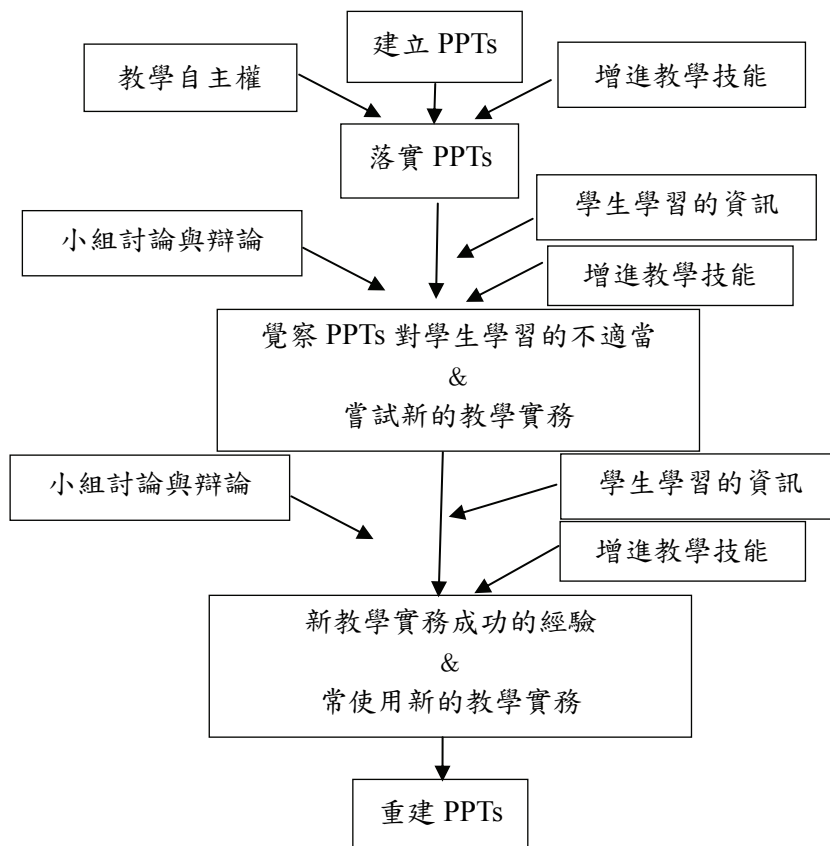 建立 PPTs
教學自主權
增進教學技能
落實 PPTs
學生學習的資訊
小組討論與辯論
增進教學技能
覺察 PPTs 對學生學習的不適當
&
嘗試新的教學實務
小組討論與辯論
學生學習的資訊
增進教學技能
新教學實務成功的經驗
&
常使用新的教學實務
重建 PPTs